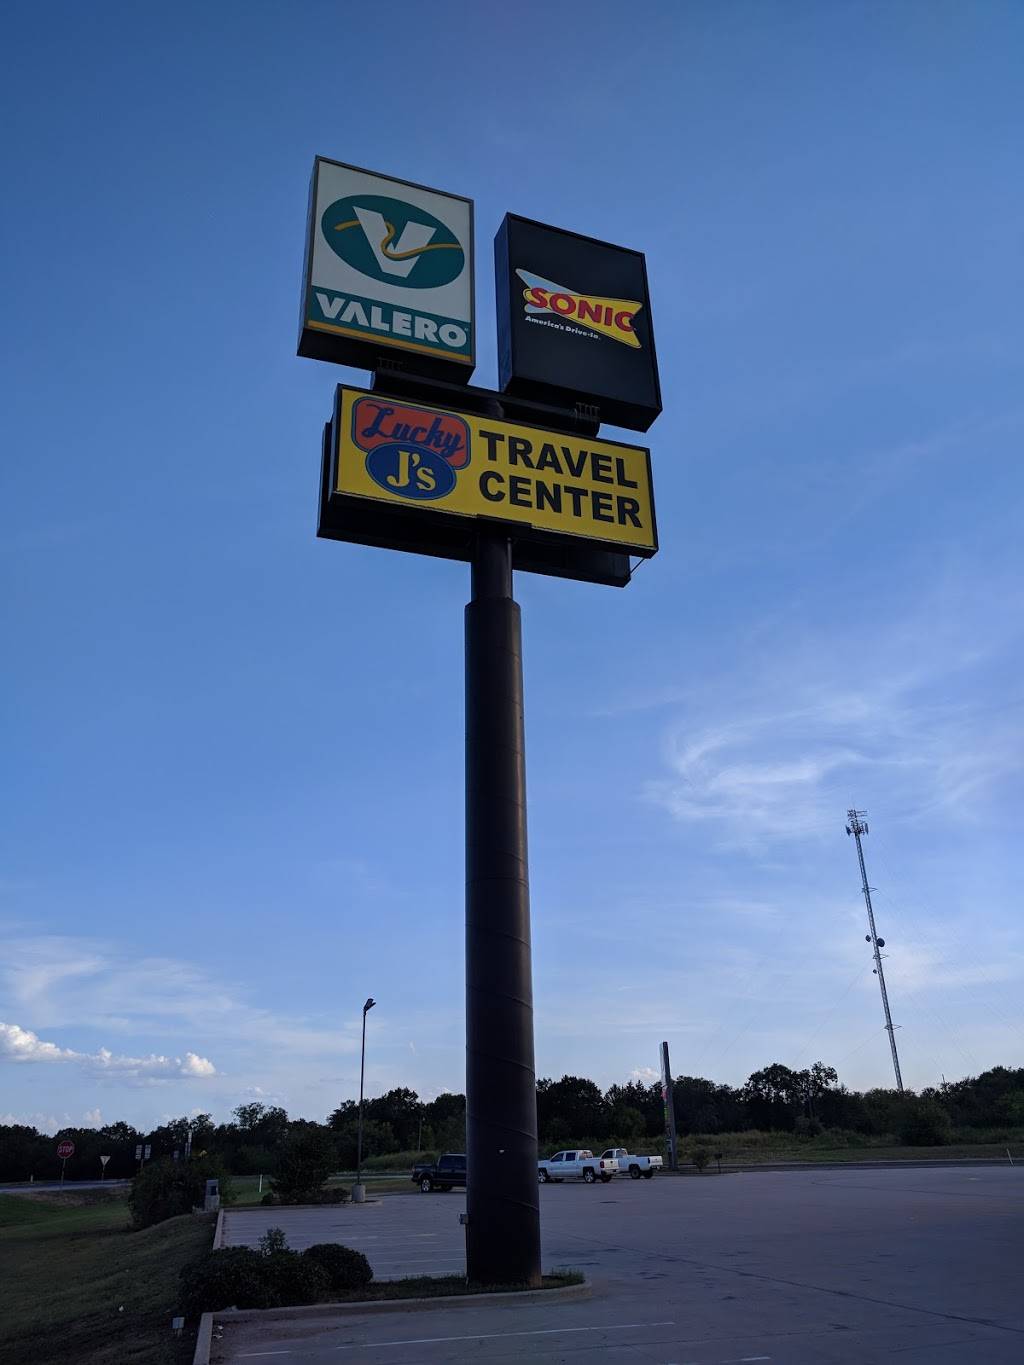 VALERO
SONIC
America's Drive-In.
Lucky
J's
TRAVEL
CENTER
STOP